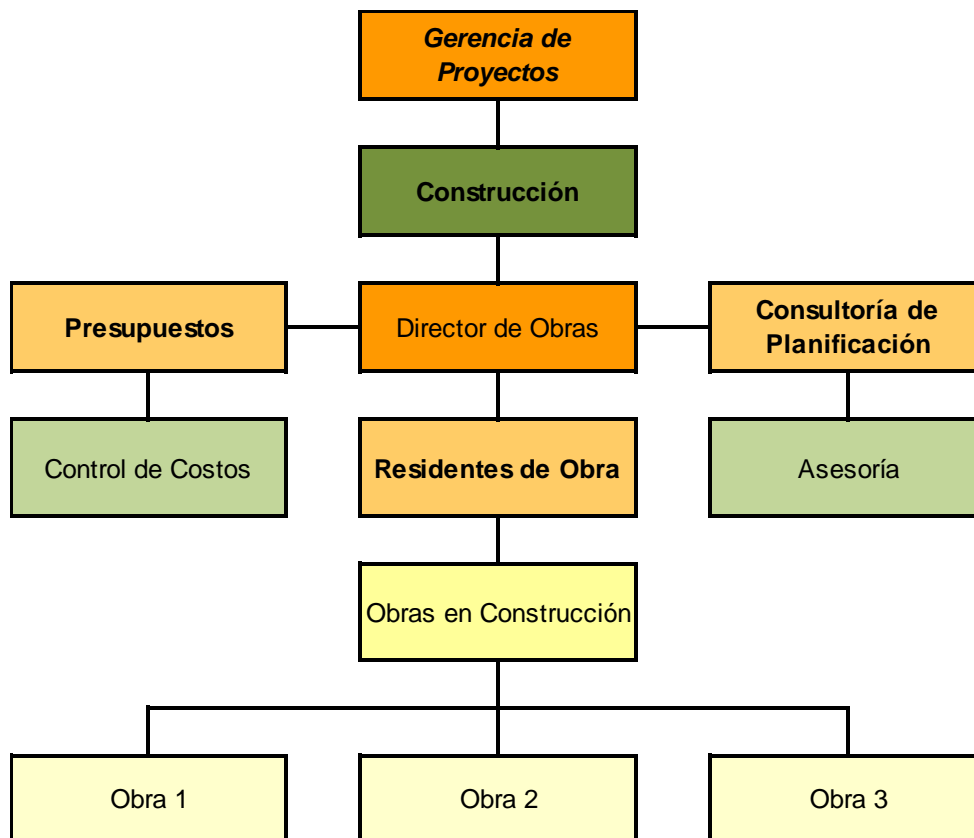 Gerencia de
Proyectos
Construcción
Presupuestos
Director de Obras
Consultoría de
Planificación
Control de Costos
Residentes de Obra
Asesoría
Obras en Construcción
Obra 1
Obra 2
Obra 3